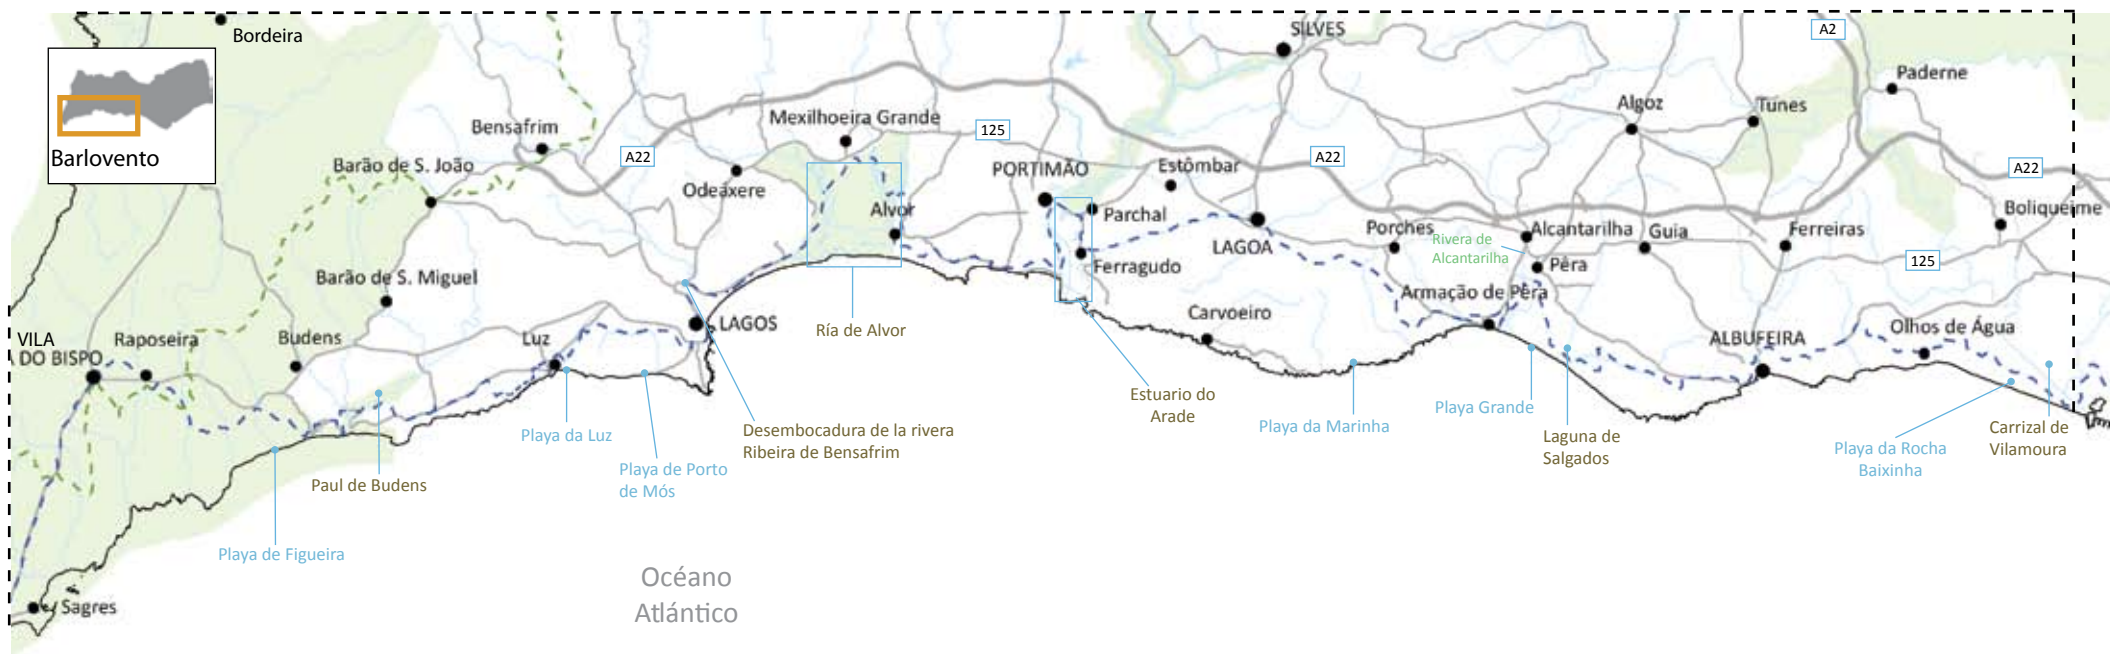 Bordeira
Barlovento
SILVES
A2
Paderne
Bensafrim
Mexilhoeira Grande
125
Algoz
Tunes
Barão de S. João
A22
Odeáxere
PORTIMÃO
Estômbar
A22
A22
Alvor
Parchal
LAGOA
Porches
Rivera de
Alcantarilha
Alcantarilha
Guia
Ferreiras
Boliqueime
Barão de S. Miguel
Ferragudo
Pêra
125
Armação de Pêra
VILA
DO BISPO
Raposeira
Budens
Luz
LAGOS
Ría de Alvor
Carvoeiro
ALBUFEIRA
Olhos de Água
Estuario do
Arade
Playa da Marinha
Playa Grande
Laguna de
Salgados
Playa da Rocha
Baixinha
Carrizal de
Vilamoura
Playa da Luz
Desembocadura de la rivera
Ribeira de Bensafrim
Playa de Porto
de Mós
Paul de Budens
Playa de Figueira
Océano
Atlántico
Sagres